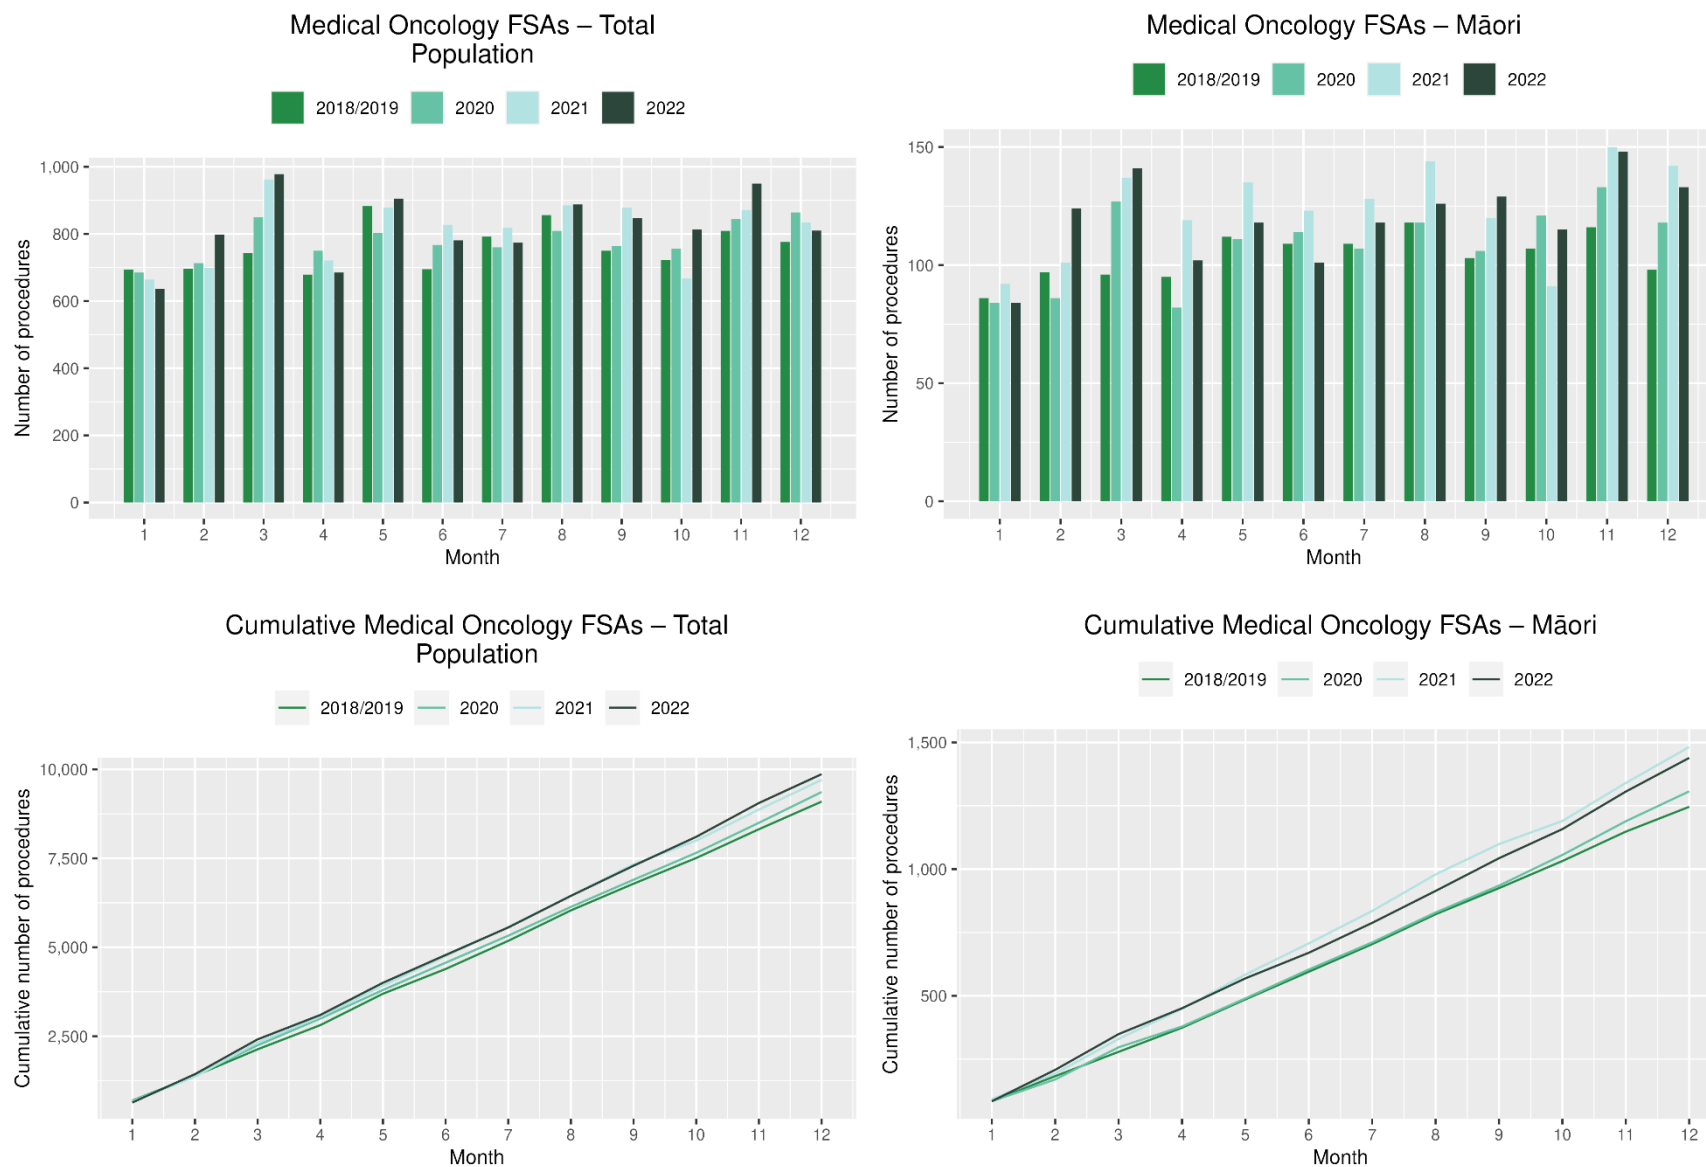 Medical Oncology FSAs – Total
Population
2018/2019 2020 2021 2022
1,000
800
600
400
200
0
Number of procedures
1 2 3 4 5 6 7 8 9 10 11 12
Month
Medical Oncology FSAs – Māori
2018/2019 2020 2021 2022
150
100
50
0
Number of procedures
1 2 3 4 5 6 7 8 9 10 11 12
Month
Cumulative Medical Oncology FSAs – Total
Population
2018/2019 2020 2021 2022
10,000
7,500
5,000
2,500
Cumulative number of procedures
1 2 3 4 5 6 7 8 9 10 11 12
Month
Cumulative Medical Oncology FSAs – Māori
2018/2019 2020 2021 2022
1,500
1,000
500
Cumulative number of procedures
1 2 3 4 5 6 7 8 9 10 11 12
Month